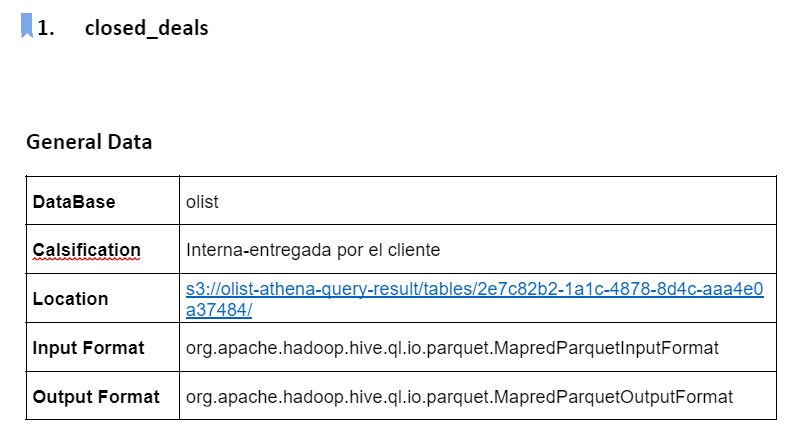 1. closed_deals
General Data
DataBase olist
Calsification Interna-entregada por el cliente
Location s3://olist-athena-query-result/tables/2e7c82b2-1a1c-4878-8d4c-aaa4e0
a37484/
Input Format org.apache.hadoop.hive.ql.io.parquet.MapredParquetInputFormat
Output Format org.apache.hadoop.hive.ql.io.parquet.MapredParquetOutputFormat